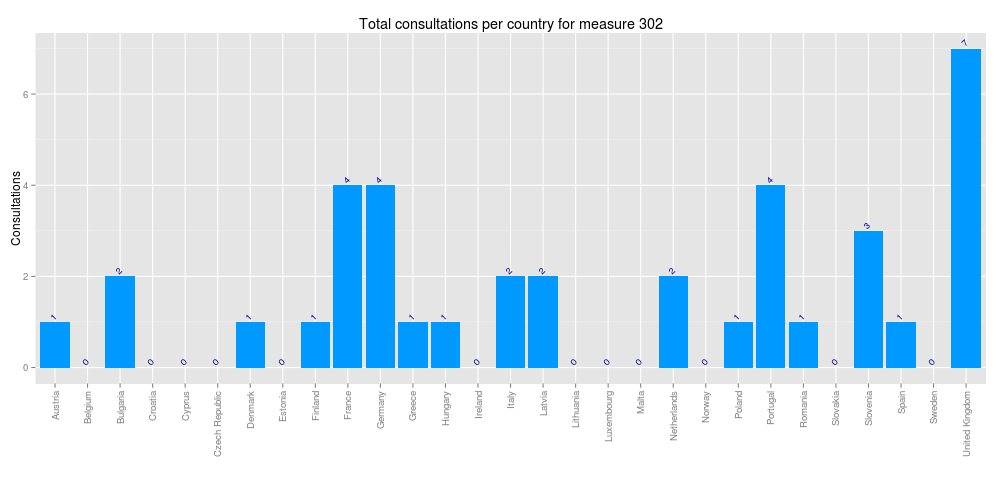 Total consultations per country for measure 302
Consultations
6
4
2
0
1
0
2
0
0
0
1
0
1
4
4
1
1
0
2
2
0
0
0
2
0
1
4
1
0
3
1
0
7
Austria
Belgium
Bulgaria
Croatia
Cyprus
Czech Republic
Denmark
Estonia
Finland
France
Germany
Greece
Hungary
Ireland
Italy
Latvia
Lithuania
Luxembourg
Malta
Netherlands
Norway
Poland
Portugal
Romania
Slovakia
Slovenia
Spain
Sweden
United Kingdom